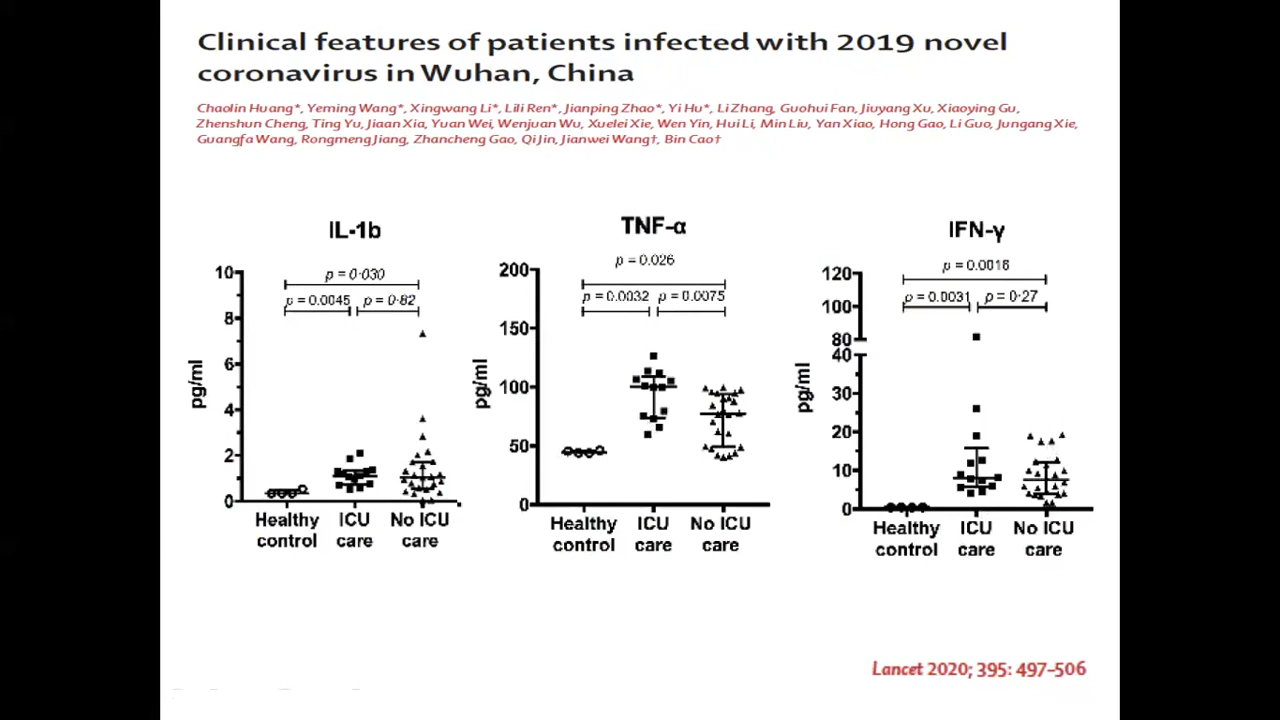 Clinical features of patients infected with 2019 novel
coronavirus in Wuhan, China
Chaolin Huang*, Yeming Wang*, Xingwang Li*, Lili Ren*, Jianping Zhao*, Yi Hu*, Li Zhang, Guohui Fan, Jiuyang Xu, Xiaoying Gu,
Zhenshun Cheng, Ting Yu, Jiaan Xia, Yuan Wei, Wenjuan Wu, Xuelei Xie, Wen Yin, Hui Li, Min Liu, Yan Xiao, Hong Gao, Li Guo, Jungang Xie,
Guangfa Wang, Rongmeng Jiang, Zhancheng Gao, Qi Jin, Jianwei Wang†, Bin Cao†
IL-1b
p = 0·030
p = 0.0045
p = 0·82
10
8
6
4
2
0
pg/ml
Healthy control
ICU care
No ICU care
TNF-α
p = 0.026
p = 0.0032
p = 0.0075
200
150
100
50
0
pg/ml
Healthy control
ICU care
No ICU care
IFN-γ
p = 0.0016
p = 0.0031
p = 0·27
120
100
80
40
30
20
10
0
pg/ml
Healthy control
ICU care
No ICU care
Lancet 2020; 395: 497–506